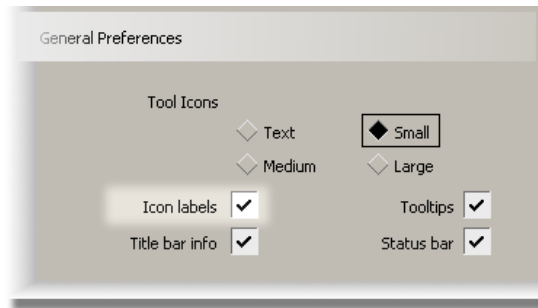 General Preferences
Tool Icons
Text Small
Medium Large
Icon labels Tooltips
Title bar info Status bar